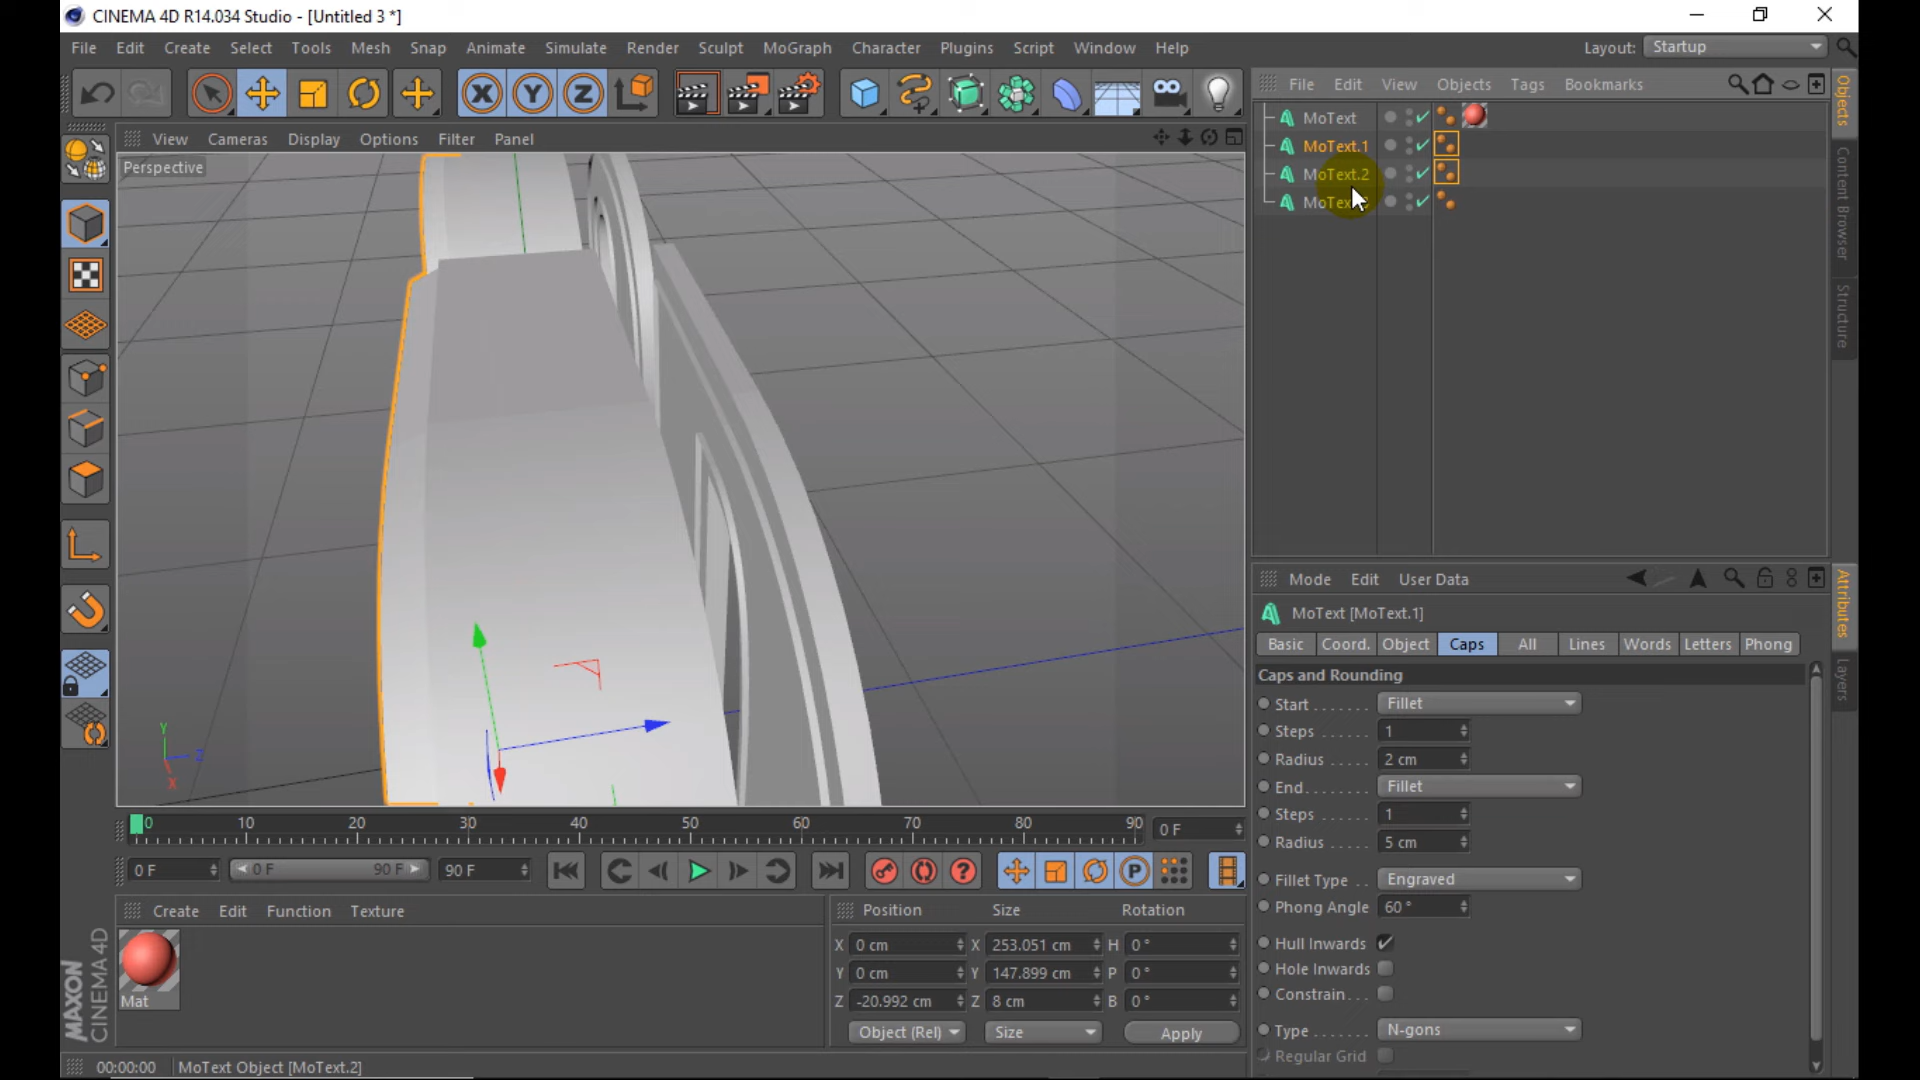 CINEMA 4D R14.034 Studio - [Untitled 3 *]
File Edit Create Select Tools Mesh Snap Animate Simulate Render Sculpt MoGraph Character Plugins Script Window Help
Layout: Startup
File Edit View Objects Tags Bookmarks
MoText
MoText.1
MoText.2
MoTex
Objects
Content Browser
Structure
View Cameras Display Options Filter Panel
Perspective
Y
Z
X
Mode Edit User Data
MoText [MoText.1]
Basic Coord. Object Caps All Lines Words Letters Phong
Caps and Rounding
Start . . . . . . . Fillet
Steps . . . . . . 1
Radius . . . . . 2 cm
End. . . . . . . . Fillet
Steps . . . . . . 1
Radius . . . . . 5 cm
Fillet Type . . Engraved
Phong Angle 60 °
Hull Inwards
Hole Inwards
Constrain. . .
Type . . . . . . . N-gons
Regular Grid
Attributes
Layers
0 10 20 30 40 50 60 70 80 90 0 F
0 F 0 F 90 F 90 F
Create Edit Function Texture
Mat
MAXON
CINEMA 4D
Position Size Rotation
X 0 cm X 253.051 cm H 0 °
Y 0 cm Y 147.899 cm P 0 °
Z -20.992 cm Z 8 cm B 0 °
Object (Rel) Size Apply
00:00:00 MoText Object [MoText.2]